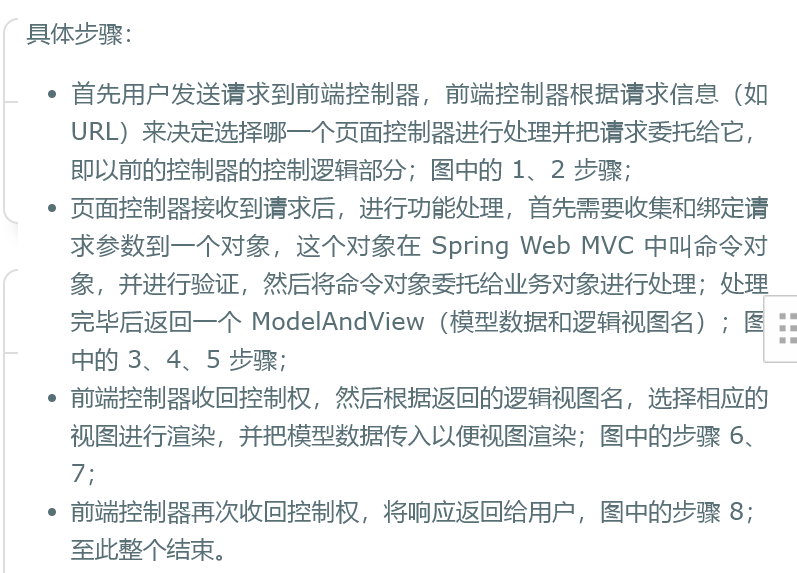 具体步骤：
首先用户发送请求到前端控制器，前端控制器根据请求信息（如
URL）来决定选择哪一个页面控制器进行处理并把请求委托给它，
即以前的控制器的控制逻辑部分；图中的 1、2 步骤；
页面控制器接收到请求后，进行功能处理，首先需要收集和绑定请
求参数到一个对象，这个对象在 Spring Web MVC 中叫命令对
象，并进行验证，然后将命令对象委托给业务对象进行处理；处理
完毕后返回一个 ModelAndView（模型数据和逻辑视图名）；图
中的 3、4、5 步骤；
前端控制器收回控制权，然后根据返回的逻辑视图名，选择相应的
视图进行渲染，并把模型数据传入以便视图渲染；图中的步骤 6、
7；
前端控制器再次收回控制权，将响应返回给用户，图中的步骤 8；
至此整个结束。